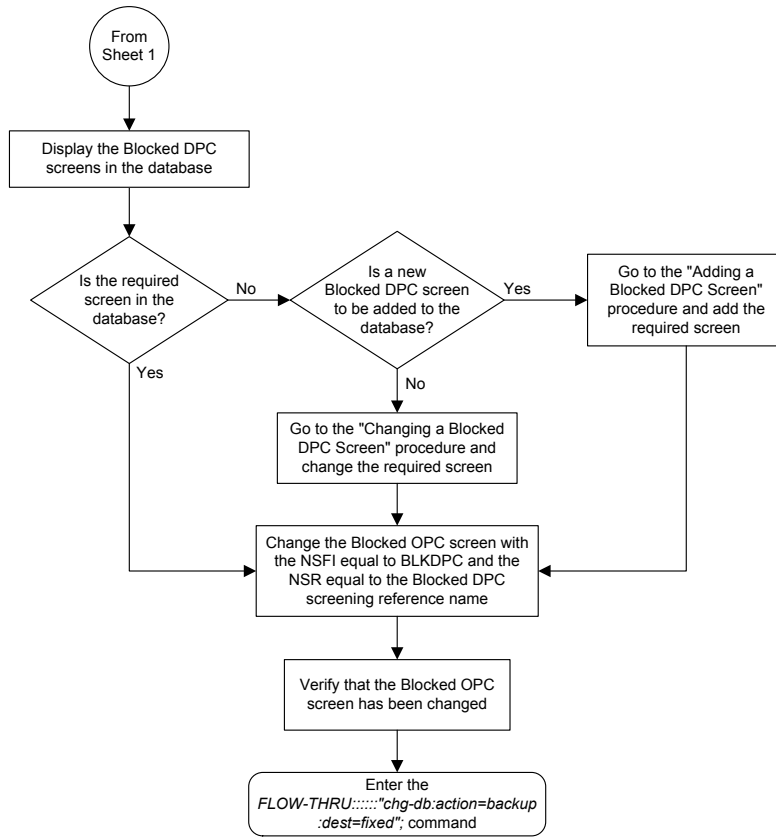 From
Sheet 1
Display the Blocked DPC
screens in the database
Is the required
screen in the
database?
No
Yes
Is a new
Blocked DPC screen
to be added to the
database?
Yes
No
Go to the "Adding a
Blocked DPC Screen"
procedure and add the
required screen
Go to the "Changing a Blocked
DPC Screen" procedure and
change the required screen
Change the Blocked OPC screen with
the NSFI equal to BLKDPC and the
NSR equal to the Blocked DPC
screening reference name
Verify that the Blocked OPC
screen has been changed
Enter the
FLOW-THRU::::::"chg-db:action=backup
:dest=fixed"; command